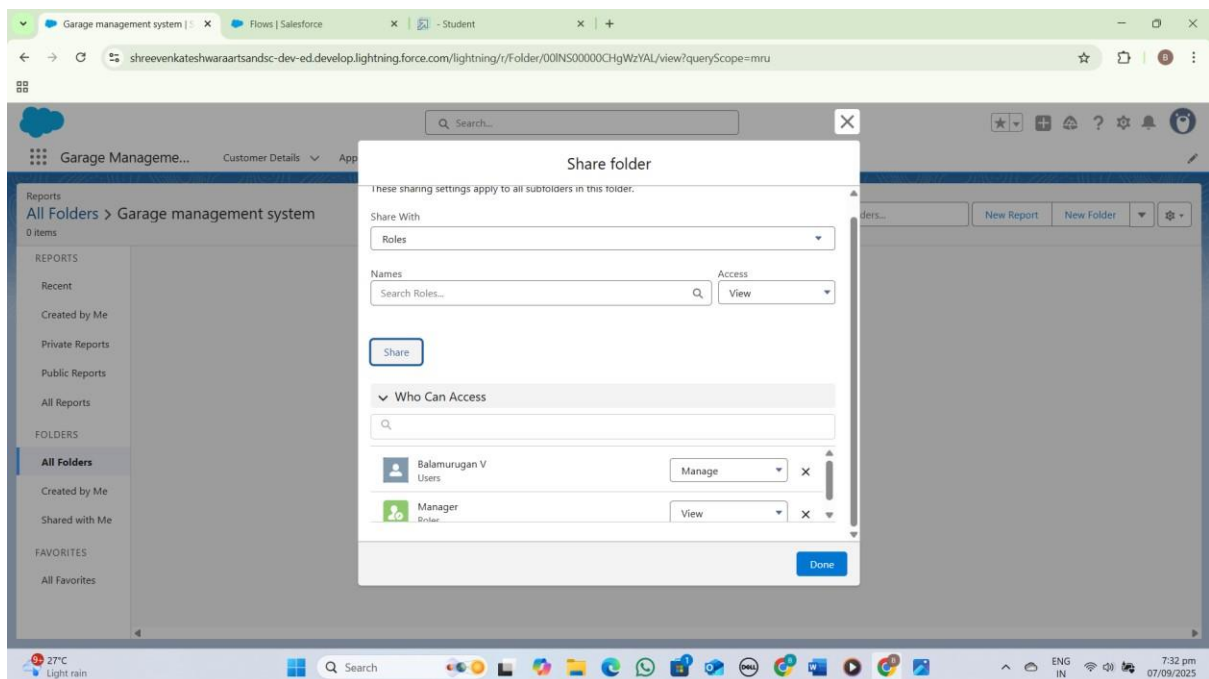 Garage management system | S
Flows | Salesforce
- Student
shreevenkateshwaraartsandsc-dev-ed.develop.lightning.force.com/lightning/r/Folder/00lNS00000CHgWzYAL/view?queryScope=mru
B
Search...
Garage Manageme...
Customer Details
App
Share folder
Reports
All Folders > Garage management system
0 items
ders...
New Report
New Folder
REPORTS
Recent
Created by Me
Private Reports
Public Reports
All Reports
FOLDERS
All Folders
Created by Me
Shared with Me
FAVORITES
All Favorites
These sharing settings apply to all subfolders in this folder.
Share With
Roles
Names
Access
Search Roles...
View
Share
Who Can Access
Balamurugan V
Users
Manage
Manager
Roles
View
Done
9+
27°C
Light rain
Search
ENG
IN
7:32 pm
07/09/2025